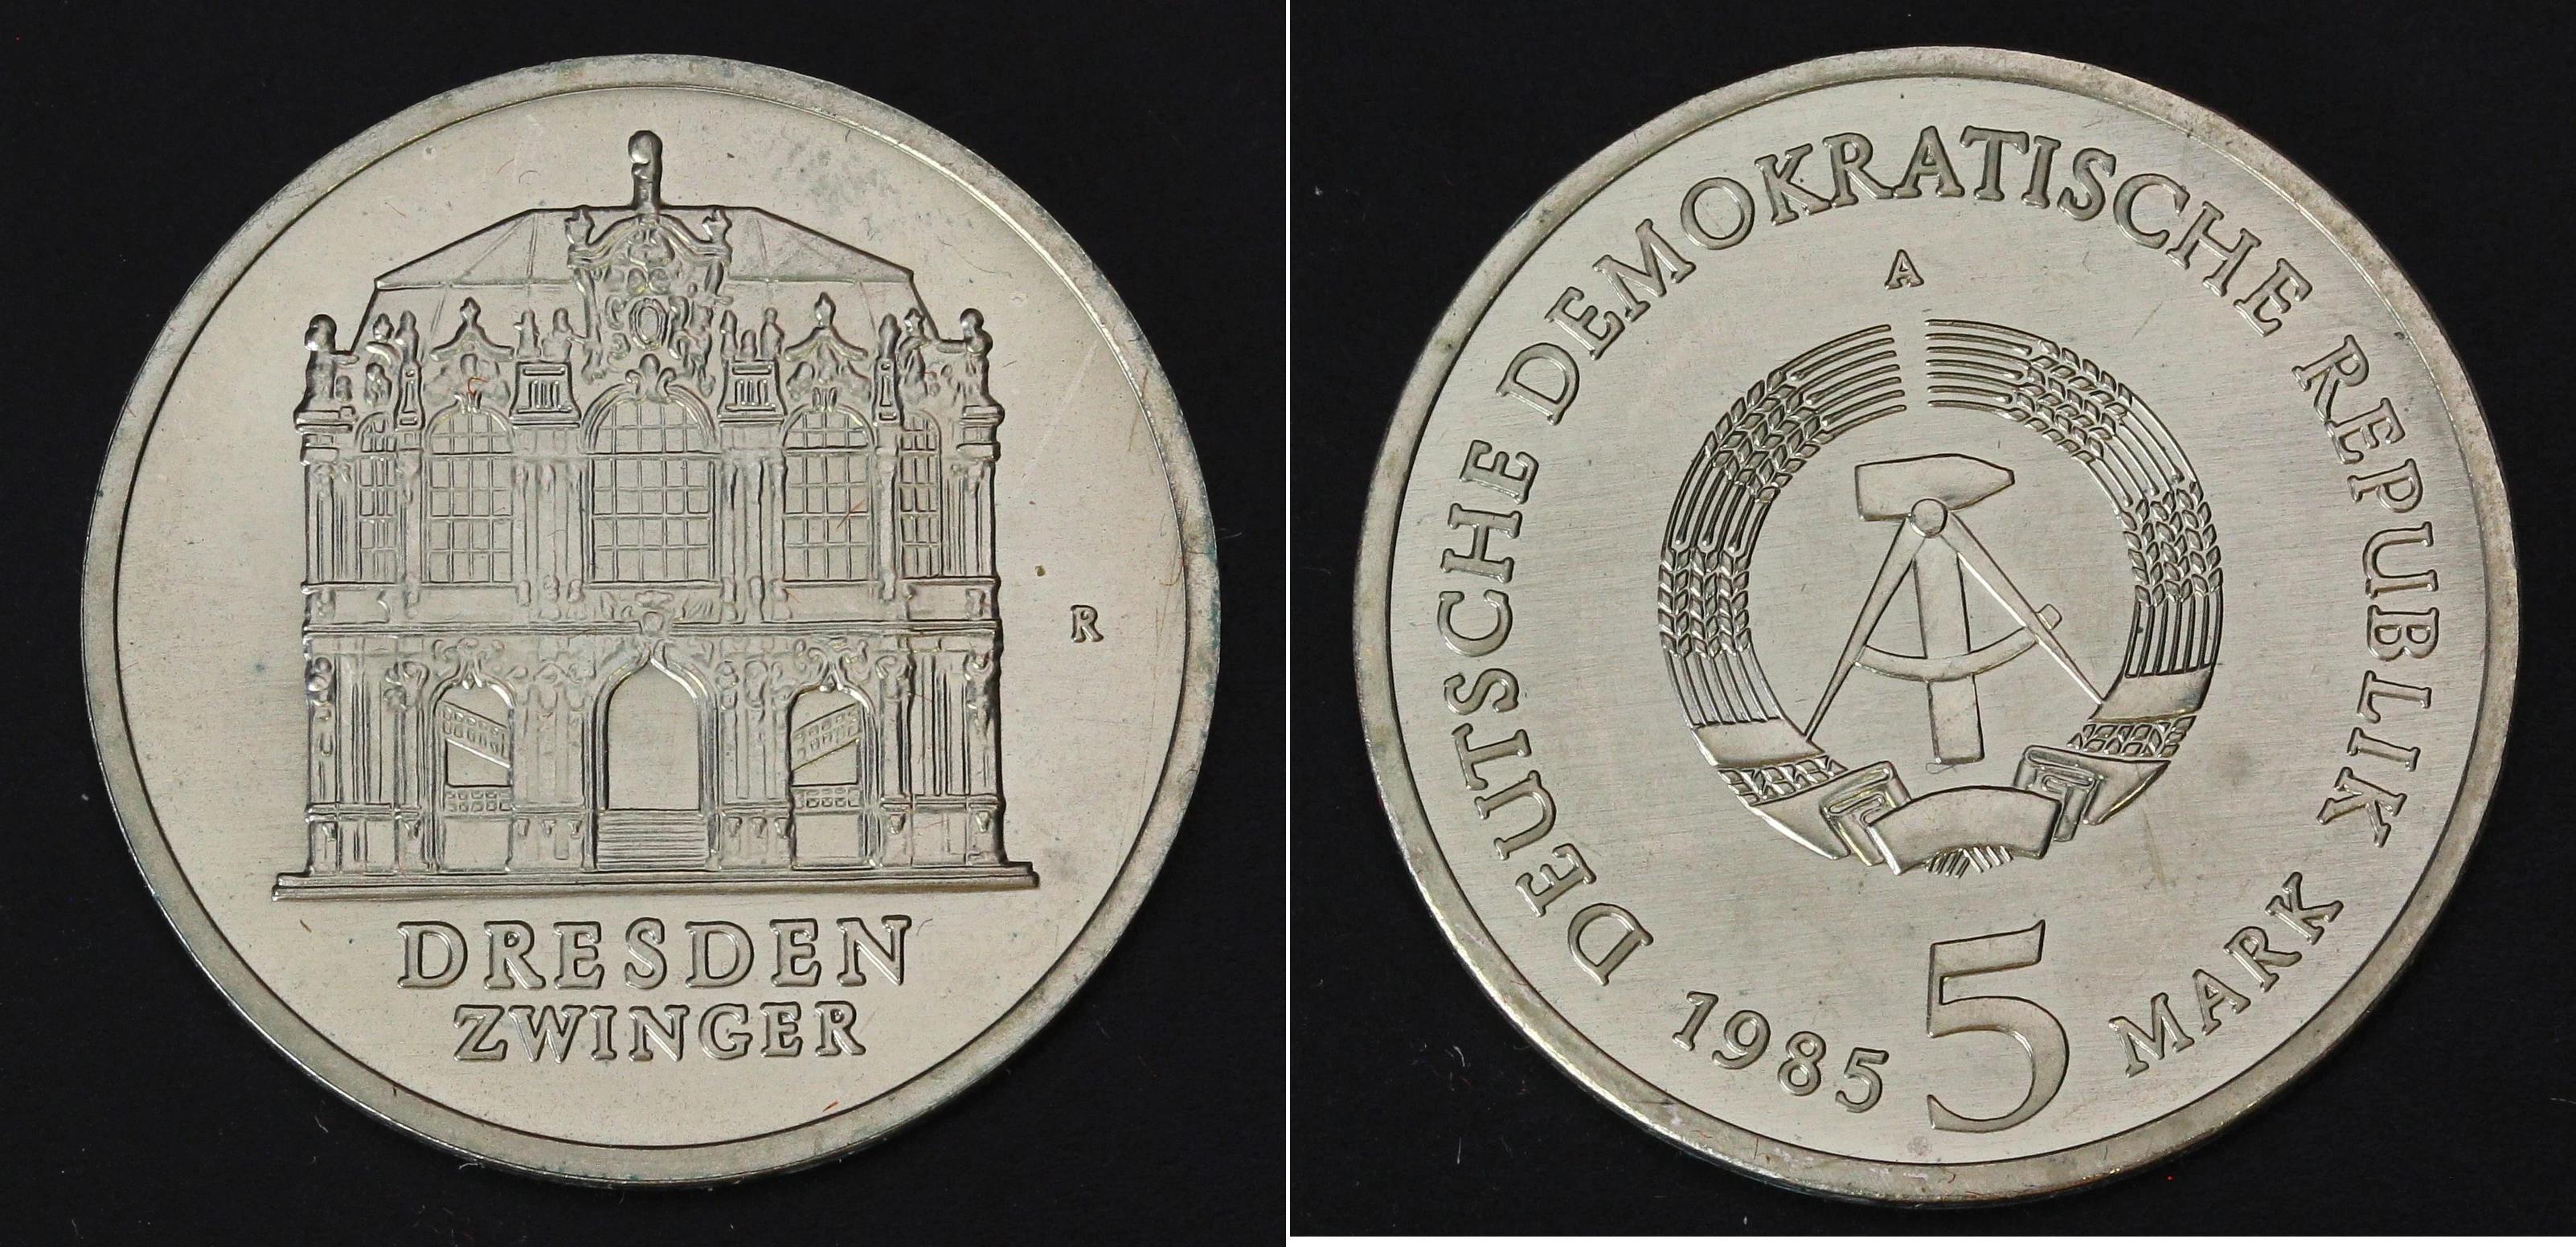 R
DRESDEN
ZWINGER
DEUTSCHE DEMOKRATISCHE REPUBLIK
A
1985 5 MARK